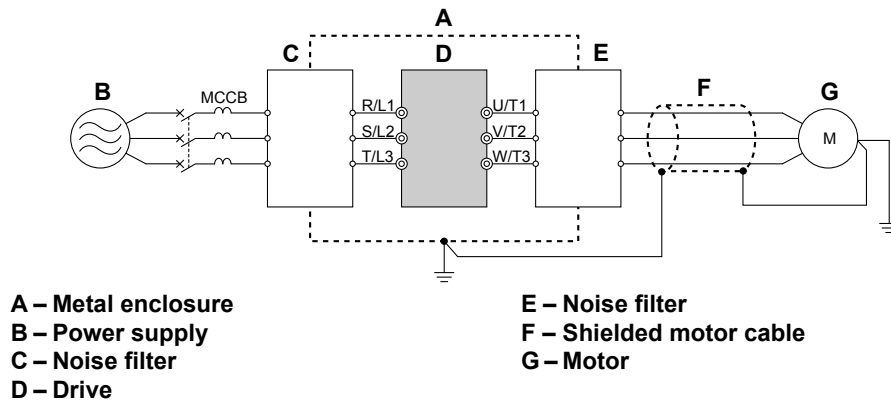 A
C
D
E
B
MCCB
F
G
R/L1
U/T1
S/L2
V/T2
M
T/L3
W/T3
A – Metal enclosure
B – Power supply
C – Noise filter
D – Drive
E – Noise filter
F – Shielded motor cable
G – Motor